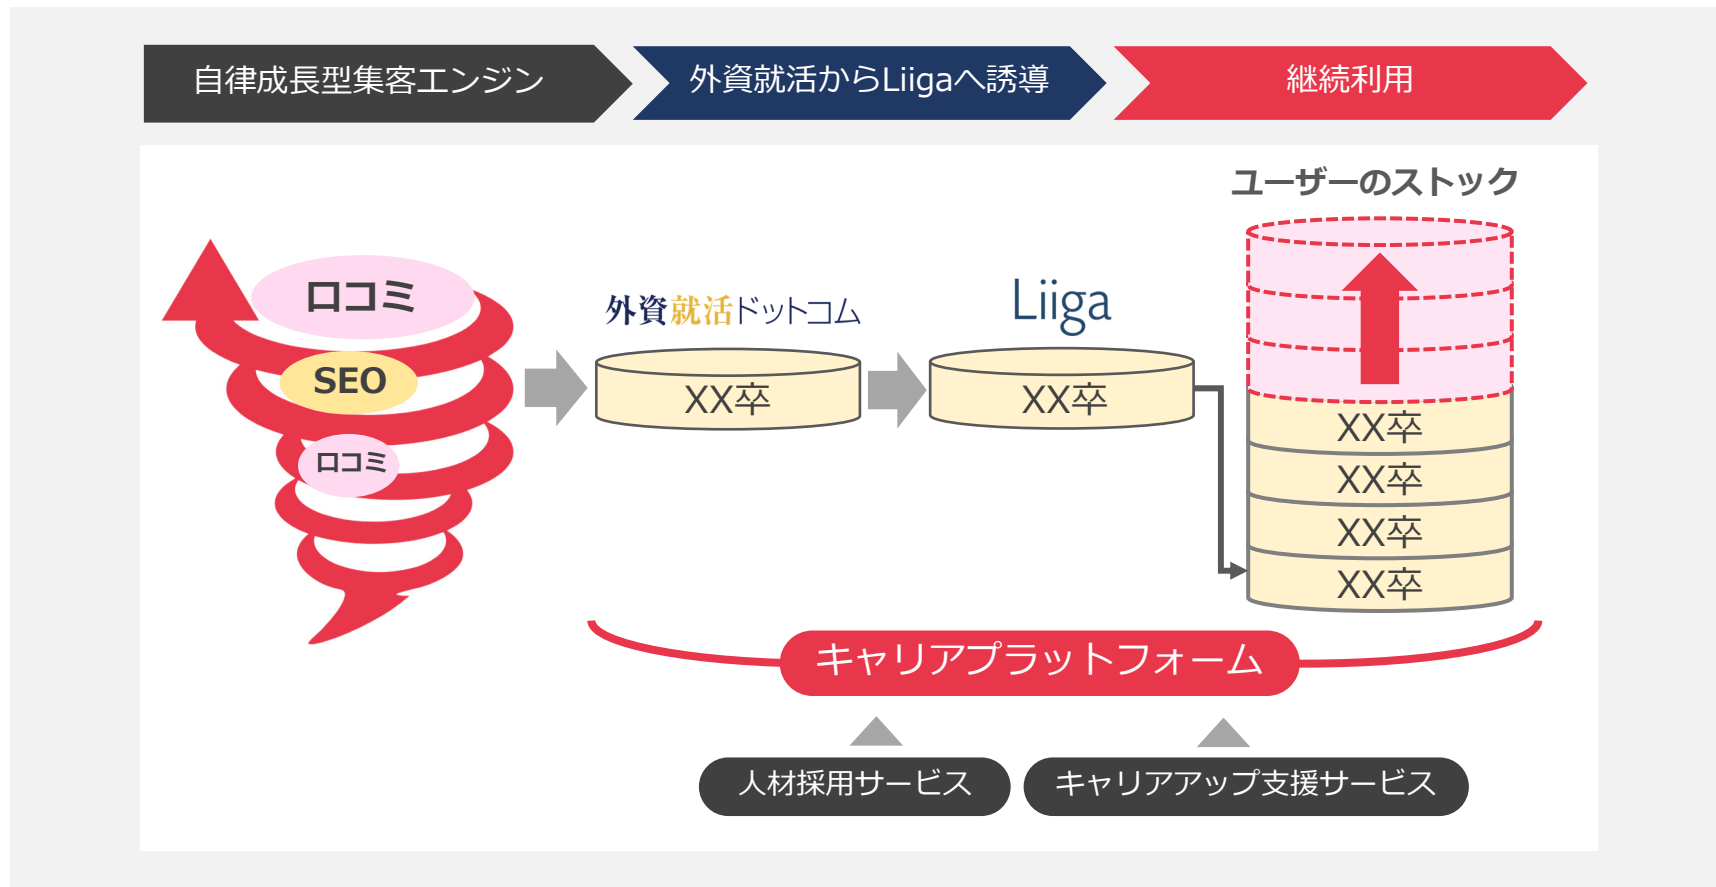 自律成長型集客エンジン
外資就活からLiigaへ誘導
継続利用
ユーザーのストック
口コミ
SEO
口コミ
外資就活ドットコム
XX卒
Liiga
XX卒
XX卒
XX卒
XX卒
XX卒
キャリアプラットフォーム
人材採用サービス
キャリアアップ支援サービス